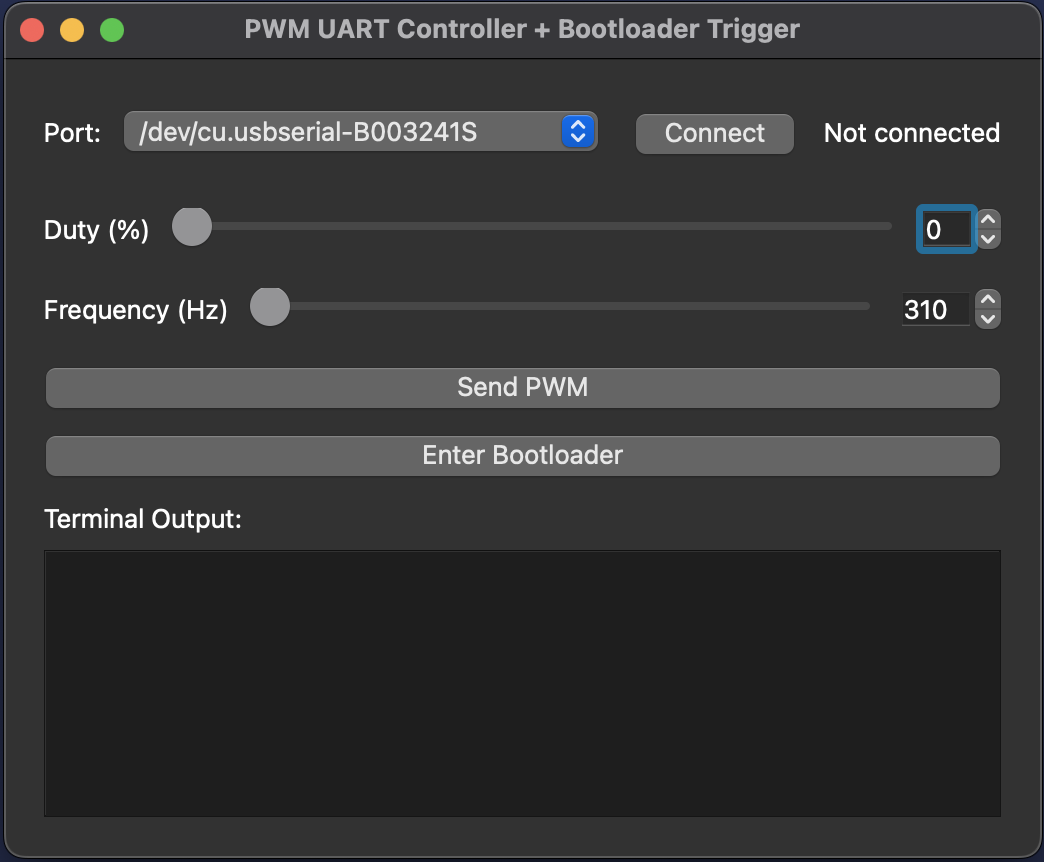 PWM UART Controller + Bootloader Trigger
Port: /dev/cu.usbserial-B003241S Connect Not connected
Duty (%) 0
Frequency (Hz) 310
Send PWM
Enter Bootloader
Terminal Output: